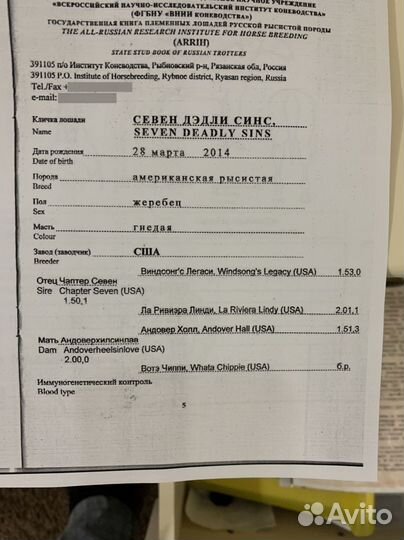 «ВСЕРОССИЙСКИЙ НАУЧНО-ИССЛЕДОВАТЕЛЬСКИЙ ИНСТИТУТ КОНЕВОДСТВА»
(ФГБНУ «ВНИИ КОНЕВОДСТВА»)
ГОСУДАРСТВЕННАЯ КНИГА ПЛЕМЕННЫХ ЛОШАДЕЙ РУССКОЙ РЫСИСТОЙ ПОРОДЫ
THE ALL-RUSSIAN RESEARCH INSTITUTE FOR HORSE BREEDING
(ARRIH)
STATE STUD BOOK OF RUSSIAN TROTTERS
391105 п/о Институт Коневодства, Рыбновский р-н, Рязанская обл, Россия
391105 P.O. Institute of Horsebreeding, Rybnoe district, Ryasan region, Russia
Tel./Fax +
e-mail:
Кличка лошади СЕВЕН ДЭДЛИ СИНС,
Name SEVEN DEADLY SINS
Дата рождения 28 марта 2014
Date of birth
Порода американская рысистая
Breed
Пол жеребец
Sex
Масть гнедая
Colour
Завод (заводчик) США
Breeder
Виндсонг'с Легаси, Windsong's Legacy (USA) 1.53,0
Отец Чаптер Севен
Sire Chapter Seven (USA)
1.50,1
Ла Ривиэра Линди, La Riviera Lindy (USA) 2.01,1
Андовер Холл, Andover Hall (USA) 1.51,3
Мать Андоверхилсинлав
Dam Andoverheelsinlove (USA)
2.00,0
Вотэ Чиппи, Whata Chippie (USA) б.р.
Иммуногенетический контроль
Blood type
5
Avito